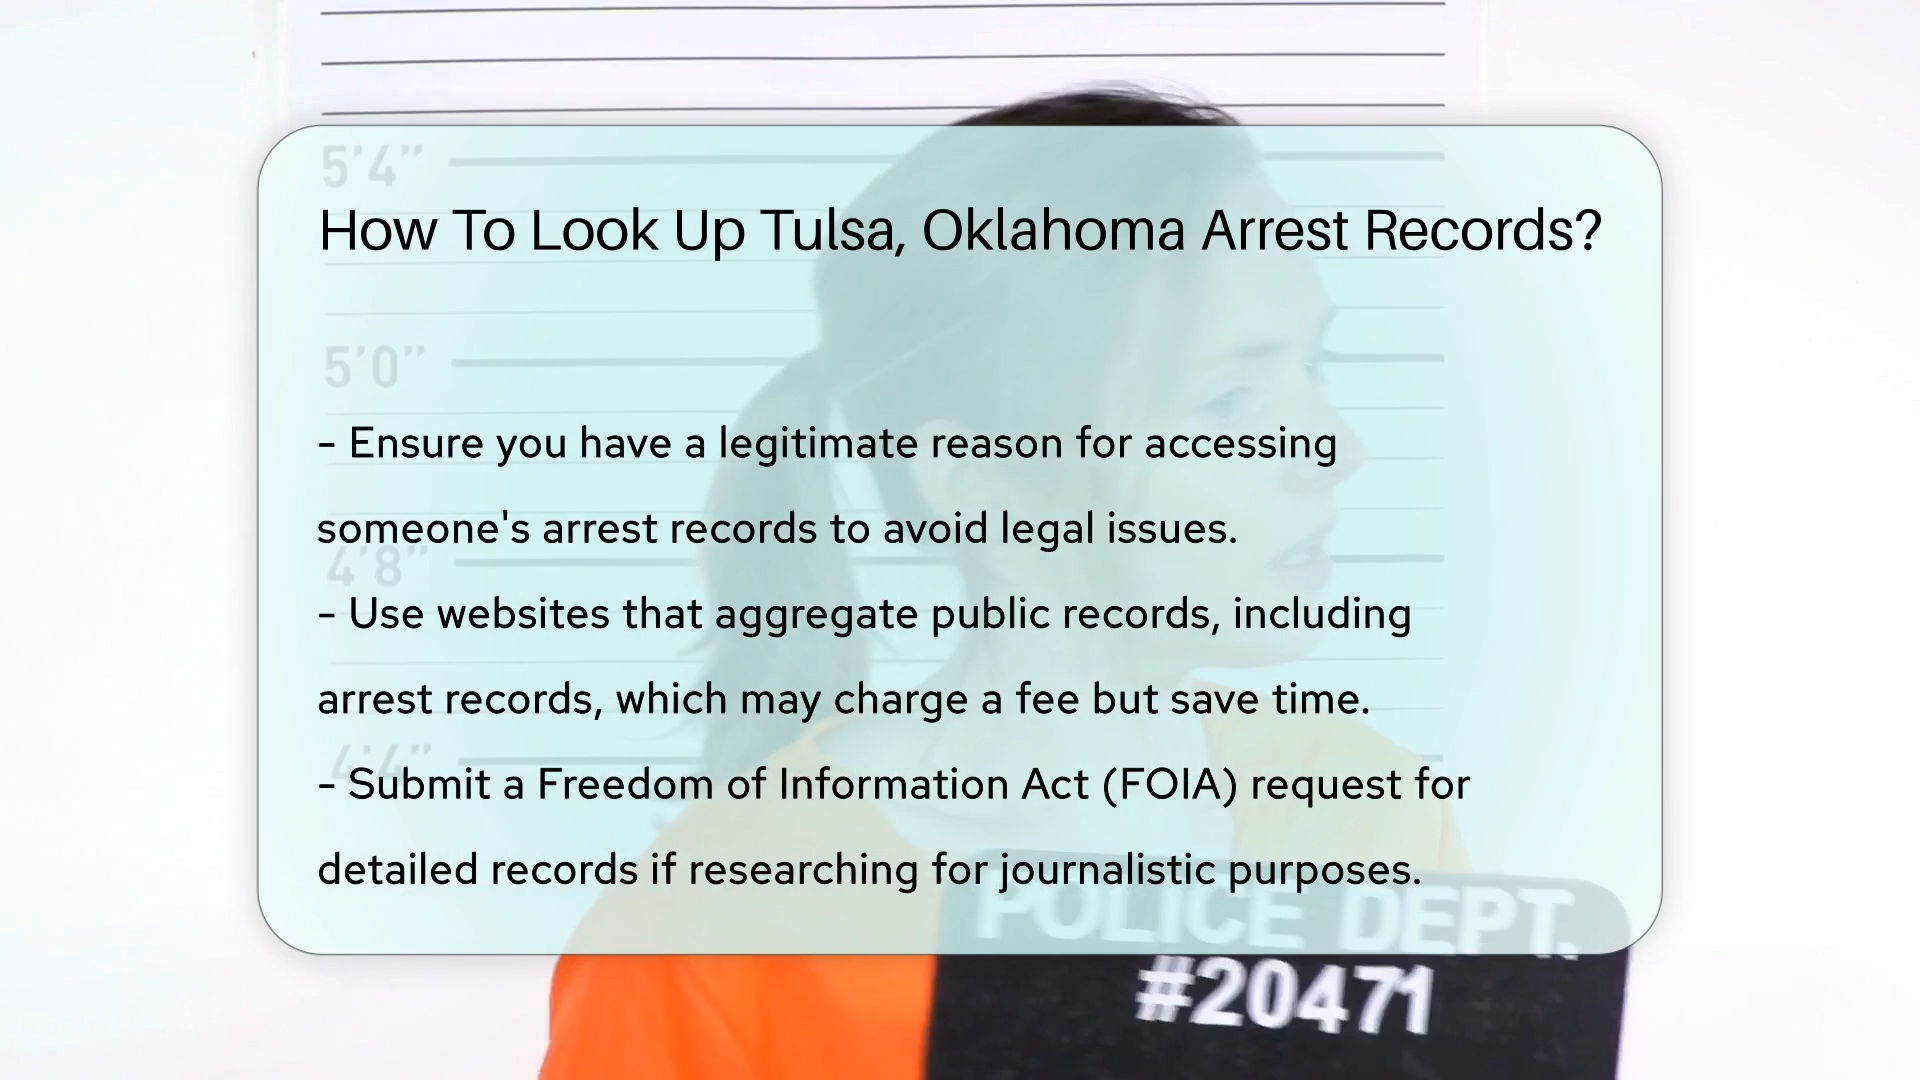 5'4"
How To Look Up Tulsa, Oklahoma Arrest Records?
5'0"
- Ensure you have a legitimate reason for accessing
someone's arrest records to avoid legal issues.
4'8"
- Use websites that aggregate public records, including
arrest records, which may charge a fee but save time.
4'4"
- Submit a Freedom of Information Act (FOIA) request for
detailed records if researching for journalistic purposes.
POLICE DEPT.
#20471